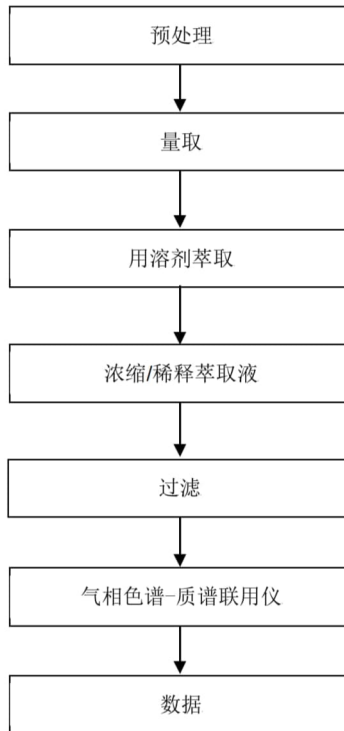 预处理
量取
用溶剂萃取
浓缩/稀释萃取液
过滤
气相色谱-质谱联用仪
数据